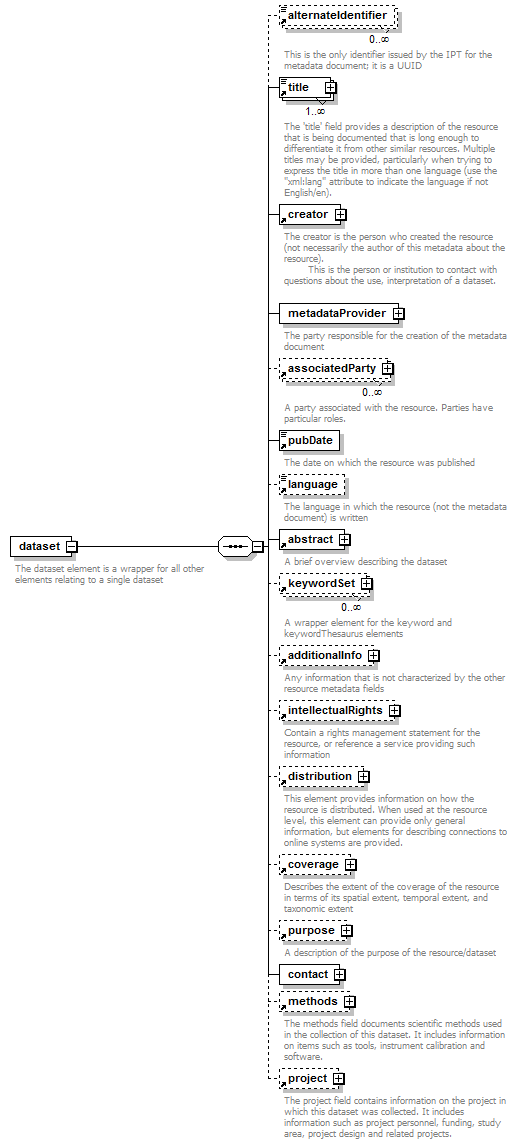 alternateIdentifier
0..∞
This is the only identifier issued by the IPT for the
metadata document; it is a UUID
title
1..∞
The 'title' field provides a description of the resource
that is being documented that is long enough to
differentiate it from other similar resources. Multiple
titles may be provided, particularly when trying to
express the title in more than one language (use the
"xml:lang" attribute to indicate the language if not
English/en).
creator
The creator is the person who created the resource
(not necessarily the author of this metadata about the
resource).
This is the person or institution to contact with
questions about the use, interpretation of a dataset.
metadataProvider
The party responsible for the creation of the metadata
document
associatedParty
0..∞
A party associated with the resource. Parties have
particular roles.
pubDate
The date on which the resource was published
language
The language in which the resource (not the metadata
document) is written
dataset
The dataset element is a wrapper for all other
elements relating to a single dataset
abstract
A brief overview describing the dataset
keywordSet
0..∞
A wrapper element for the keyword and
keywordThesaurus elements
additionalInfo
Any information that is not characterized by the other
resource metadata fields
intellectualRights
Contain a rights management statement for the
resource, or reference a service providing such
information
distribution
This element provides information on how the
resource is distributed. When used at the resource
level, this element can provide only general
information, but elements for describing connections to
online systems are provided.
coverage
Describes the extent of the coverage of the resource
in terms of its spatial extent, temporal extent, and
taxonomic extent
purpose
A description of the purpose of the resource/dataset
contact
methods
The methods field documents scientific methods used
in the collection of this dataset. It includes information
on items such as tools, instrument calibration and
software.
project
The project field contains information on the project in
which this dataset was collected. It includes
information such as project personnel, funding, study
area, project design and related projects.